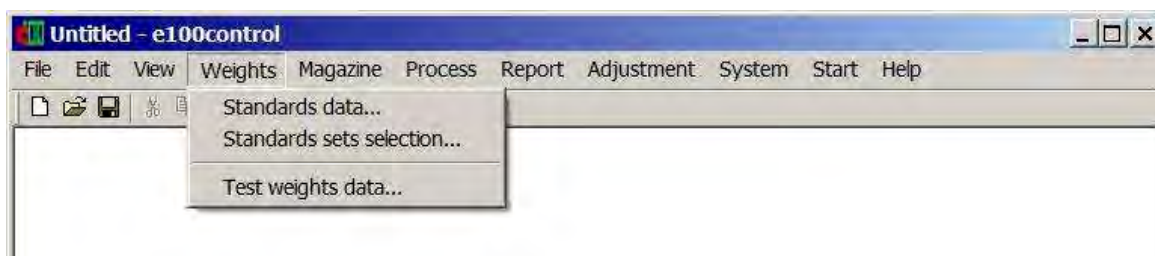 Untitled - e100control
File Edit View Weights Magazine Process Report Adjustment System Start Help
Standards data...
Standards sets selection...
Test weights data...